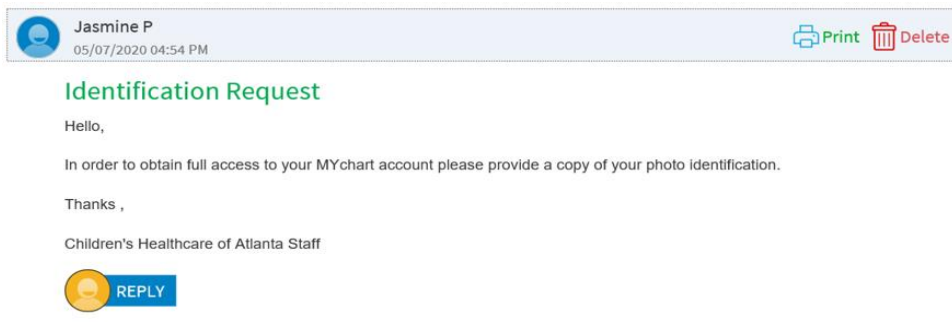 Jasmine P
05/07/2020 04:54 PM
Print Delete
Identification Request
Hello,
In order to obtain full access to your MYchart account please provide a copy of your photo identification.
Thanks ,
Children's Healthcare of Atlanta Staff
REPLY